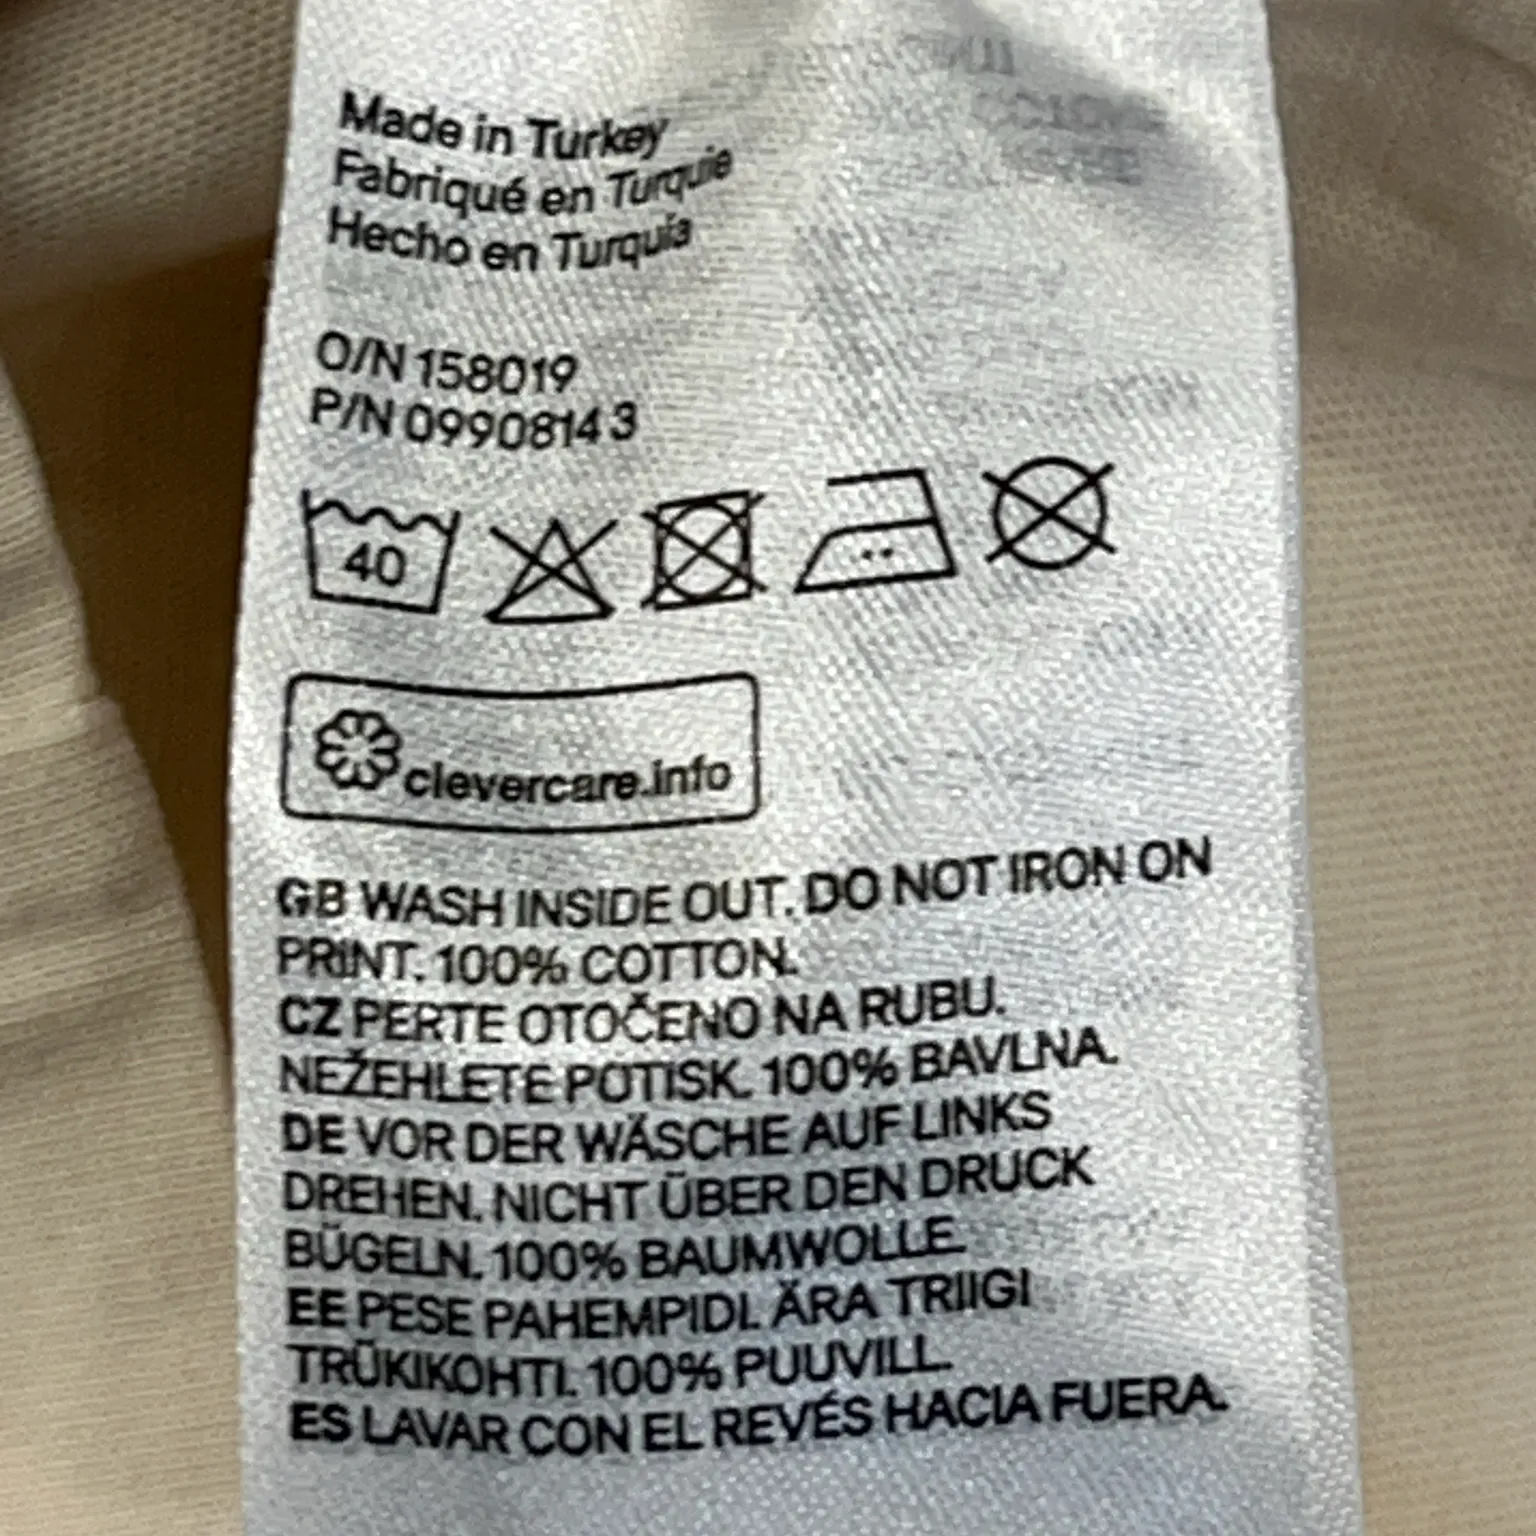 Made in Turkey
Fabriqué en Turquie
Hecho en Turquía
O/N 158019
P/N 09908143
40
clevercare.info
GB WASH INSIDE OUT. DO NOT IRON ON
PRINT. 100% COTTON.
CZ PERTE OTOČENO NA RUBU.
NEŽEHLETE POTISK. 100% BAVLNA.
DE VOR DER WÄSCHE AUF LINKS
DREHEN. NICHT ÜBER DEN DRUCK
BÜGELN. 100% BAUMWOLLE.
EE PESE PAHEMPIDI. ÄRA TRIIGI
TRÜKIKOHTI. 100% PUUVILL.
ES LAVAR CON EL REVÉS HACIA FUERA.